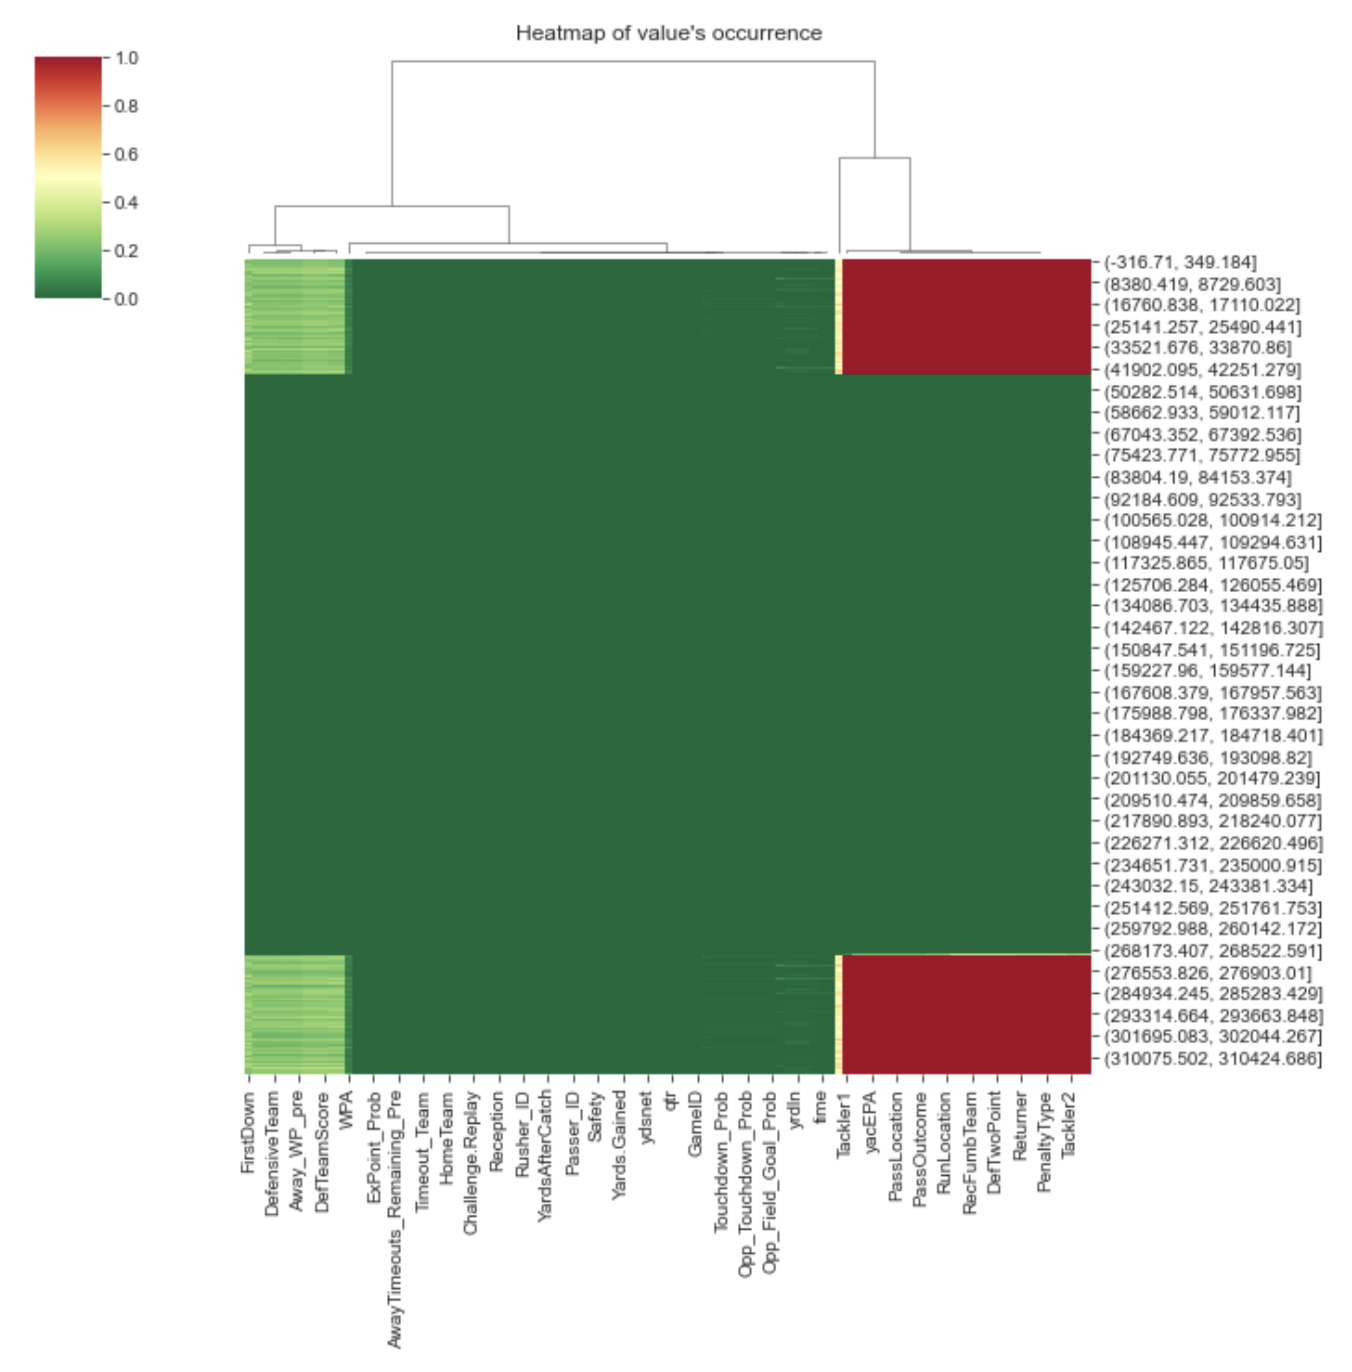 Heatmap of value's occurrence
1.0
0.8
0.6
0.4
0.2
0.0
(-316.71, 349.184]
(8380.419, 8729.603]
(16760.838, 17110.022]
(25141.257, 25490.441]
(33521.676, 33870.86]
(41902.095, 42251.279]
(50282.514, 50631.698]
(58662.933, 59012.117]
(67043.352, 67392.536]
(75423.771, 75772.955]
(83804.19, 84153.374]
(92184.609, 92533.793]
(100565.028, 100914.212]
(108945.447, 109294.631]
(117325.865, 117675.05]
(125706.284, 126055.469]
(134086.703, 134435.888]
(142467.122, 142816.307]
(150847.541, 151196.725]
(159227.96, 159577.144]
(167608.379, 167957.563]
(175988.798, 176337.982]
(184369.217, 184718.401]
(192749.636, 193098.82]
(201130.055, 201479.239]
(209510.474, 209859.658]
(217890.893, 218240.077]
(226271.312, 226620.496]
(234651.731, 235000.915]
(243032.15, 243381.334]
(251412.569, 251761.753]
(259792.988, 260142.172]
(268173.407, 268522.591]
(276553.826, 276903.01]
(284934.245, 285283.429]
(293314.664, 293663.848]
(301695.083, 302044.267]
(310075.502, 310424.686]
FirstDown
DefensiveTeam
Away_WP_pre
DefTeamScore
WPA
ExPoint_Prob
AwayTimeouts_Remaining_Pre
Timeout_Team
HomeTeam
Challenge.Replay
Reception
Rusher_ID
YardsAfterCatch
Passer_ID
Safety
Yards.Gained
ydsnet
qtr
GameID
Touchdown_Prob
Opp_Touchdown_Prob
Opp_Field_Goal_Prob
yrdln
time
Tackler1
yacEPA
PassLocation
PassOutcome
RunLocation
RecFumbTeam
DefTwoPoint
Returner
PenaltyType
Tackler2